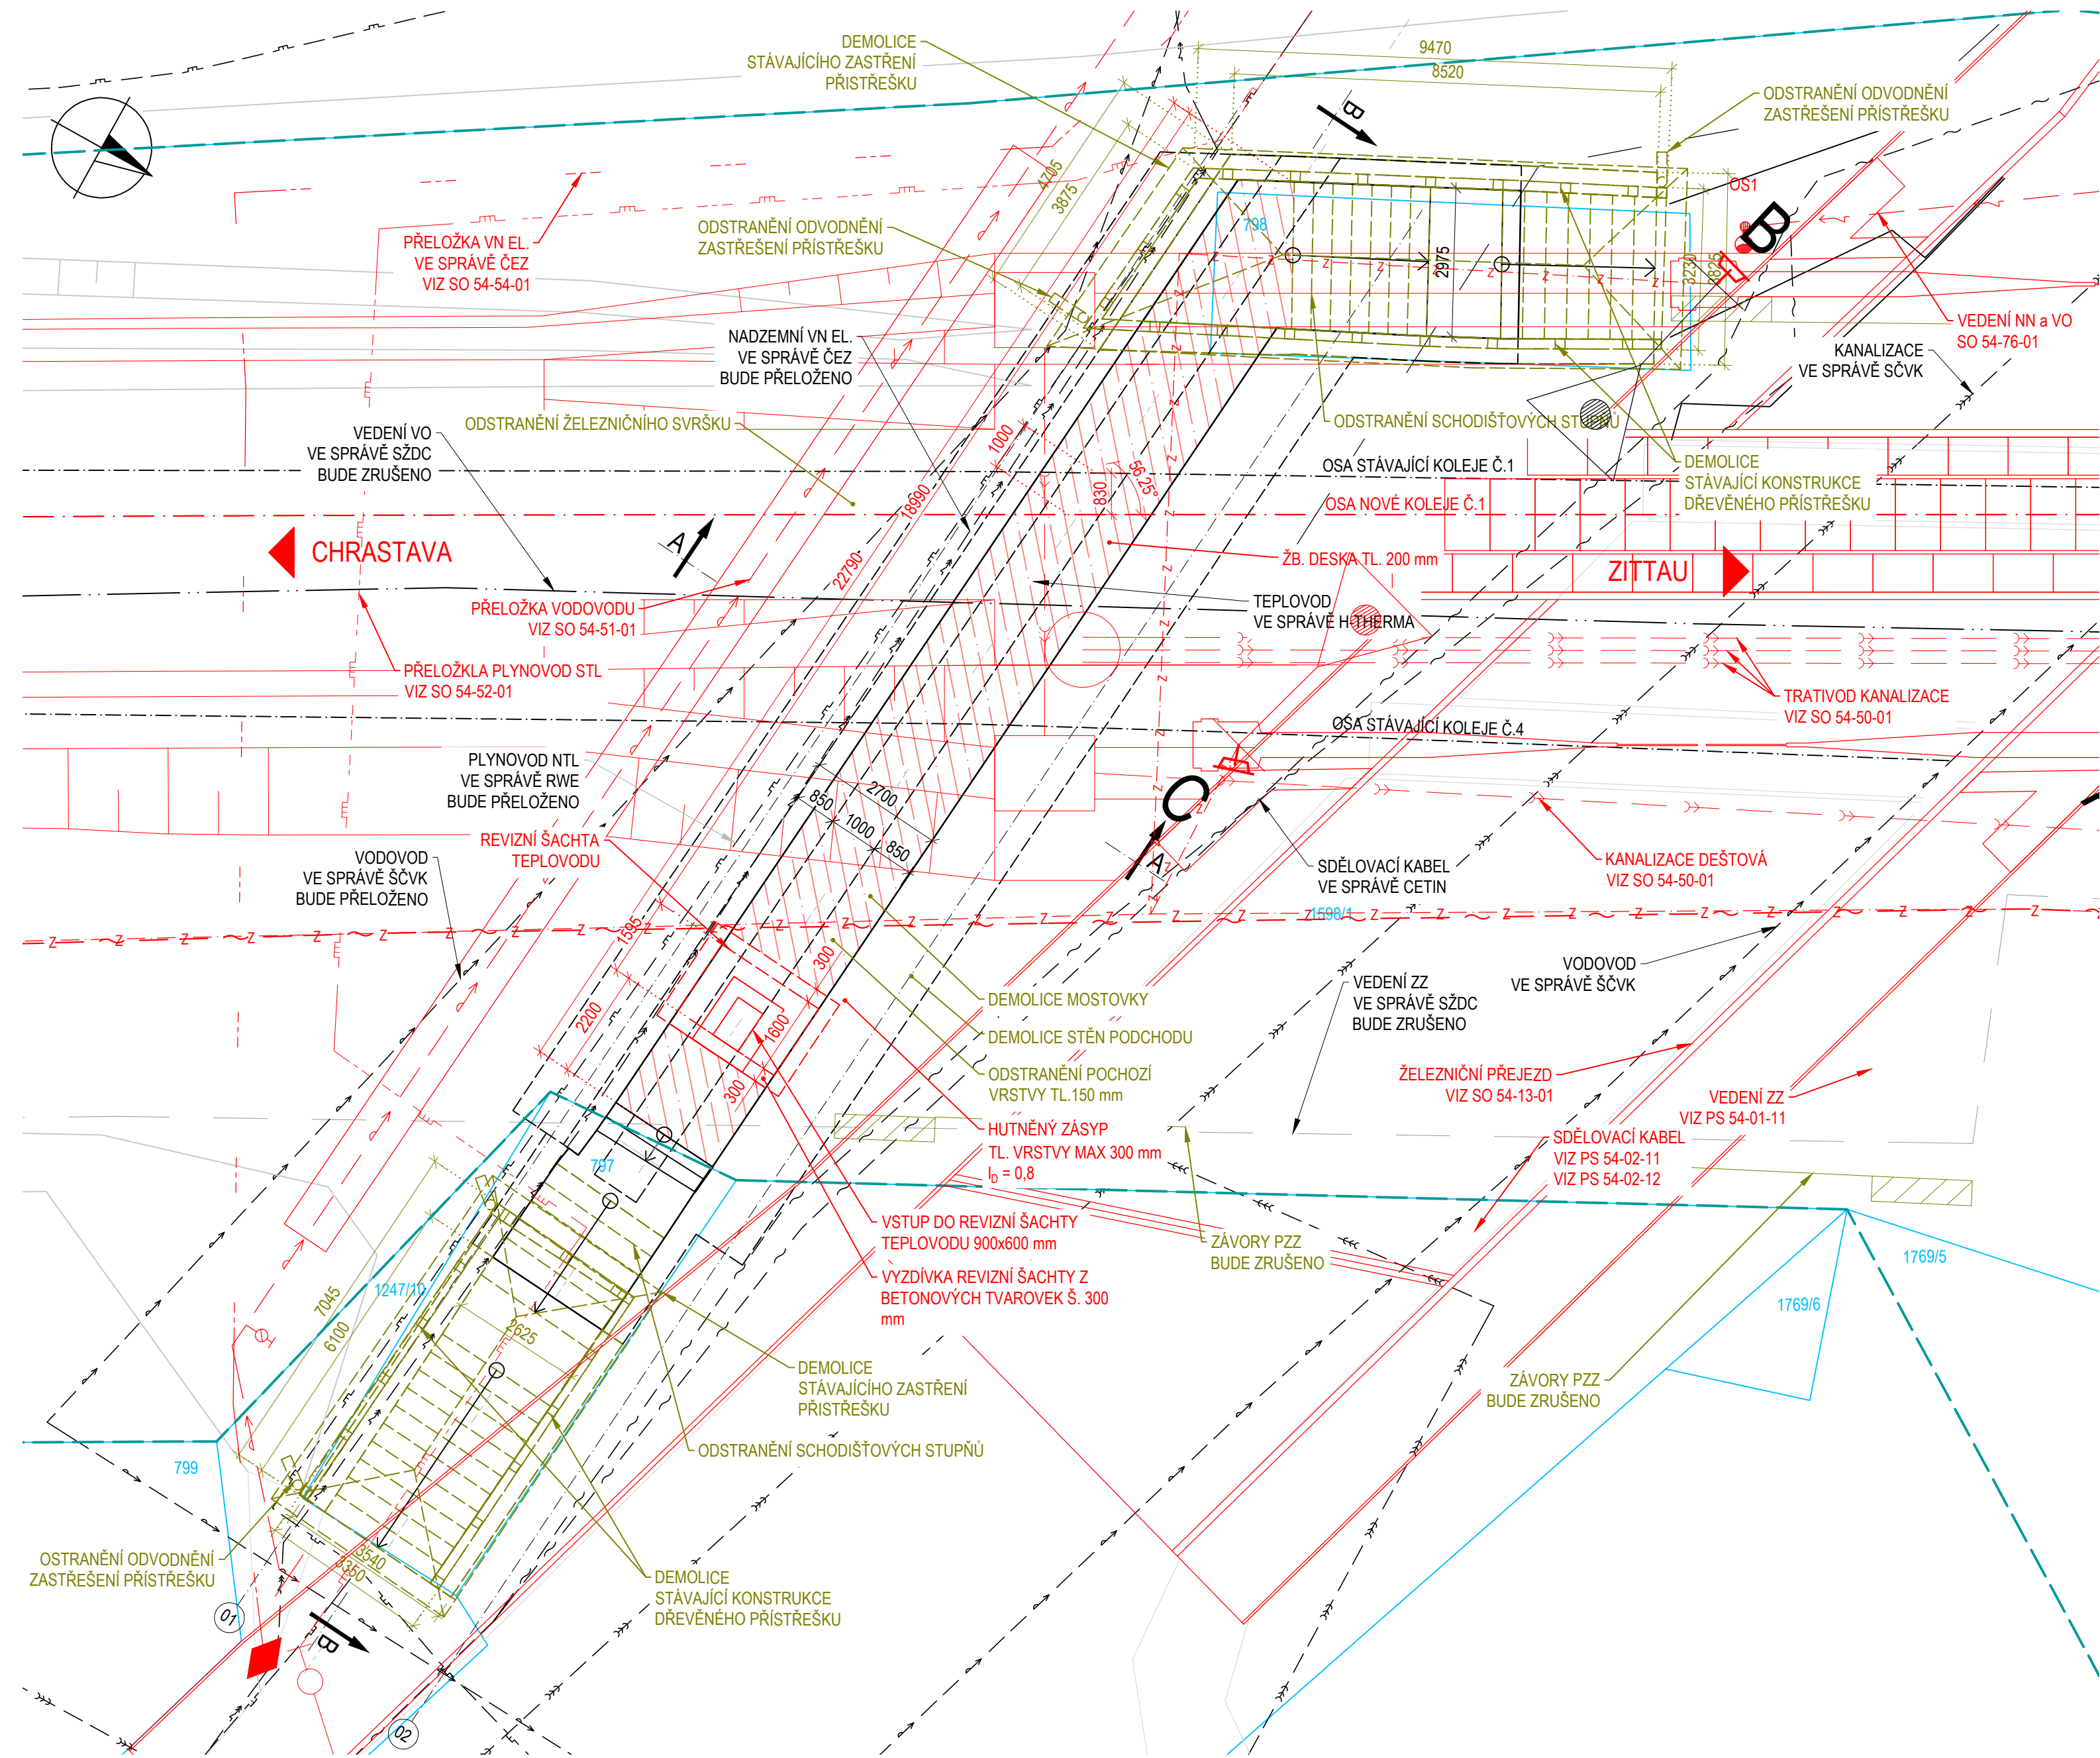 DEMOLICE
STÁVAJÍCÍHO ZASTŘENÍ
PŘISTŘEŠKU
9470
8520
ODSTRANĚNÍ ODVODNĚNÍ
ZASTŘEŠENÍ PŘÍSTŘEŠKU
B
4705
3875
OS1
B
ODSTRANĚNÍ ODVODNĚNÍ
ZASTŘEŠENÍ PŘÍSTŘEŠKU
798
2975
3230
3825
PŘELOŽKA VN EL.
VE SPRÁVĚ ČEZ
VIZ SO 54-54-01
NADZEMNÍ VN EL.
VE SPRÁVĚ ČEZ
BUDE PŘELOŽENO
VEDENÍ NN a VO
SO 54-76-01
KANALIZACE
VE SPRÁVĚ SČVK
ODSTRANĚNÍ ŽELEZNIČNÍHO SVRŠKU
ODSTRANĚNÍ SCHODIŠŤOVÝCH STUPŇŮ
VEDENÍ VO
VE SPRÁVĚ SŽDC
BUDE ZRUŠENO
1000
56.25°
830
18990
OSA STÁVAJÍCÍ KOLEJE Č.1
DEMOLICE
STÁVAJÍCÍ KONSTRUKCE
DŘEVĚNÉHO PŘÍSTŘEŠKU
OSA NOVÉ KOLEJE Č.1
CHRASTAVA
A
22790
ŽB. DESKA TL. 200 mm
ZITTAU
PŘELOŽKA VODOVODU
VIZ SO 54-51-01
TEPLOVOD
VE SPRÁVĚ H-THERMA
PŘELOŽKLA PLYNOVOD STL
VIZ SO 54-52-01
TRATIVOD KANALIZACE
VIZ SO 54-50-01
OSA STÁVAJÍCÍ KOLEJE Č.4
PLYNOVOD NTL
VE SPRÁVĚ RWE
BUDE PŘELOŽENO
850
2700
1000
850
C
A
REVIZNÍ ŠACHTA
TEPLOVODU
VODOVOD
VE SPRÁVĚ ŠČVK
BUDE PŘELOŽENO
SDĚLOVACÍ KABEL
VE SPRÁVĚ CETIN
KANALIZACE DEŠTOVÁ
VIZ SO 54-50-01
1598/1
1595
300
2200
1600
300
DEMOLICE MOSTOVKY
DEMOLICE STĚN PODCHODU
ODSTRANĚNÍ POCHOZÍ
VRSTVY TL.150 mm
HUTNĚNÝ ZÁSYP
TL. VRSTVY MAX 300 mm
I_D = 0,8
VEDENÍ ZZ
VE SPRÁVĚ SŽDC
BUDE ZRUŠENO
VODOVOD
VE SPRÁVĚ ŠČVK
ŽELEZNIČNÍ PŘEJEZD
VIZ SO 54-13-01
VEDENÍ ZZ
VIZ PS 54-01-11
SDĚLOVACÍ KABEL
VIZ PS 54-02-11
VIZ PS 54-02-12
797
VSTUP DO REVIZNÍ ŠACHTY
TEPLOVODU 900x600 mm
ZÁVORY PZZ
BUDE ZRUŠENO
VYZDÍVKA REVIZNÍ ŠACHTY Z
BETONOVÝCH TVAROVEK Š. 300
mm
1769/5
1769/6
1247/10
7045
6100
2625
DEMOLICE
STÁVAJÍCÍHO ZASTŘENÍ
PŘISTŘEŠKU
ZÁVORY PZZ
BUDE ZRUŠENO
ODSTRANĚNÍ SCHODIŠŤOVÝCH STUPŇŮ
799
OSTRANĚNÍ ODVODNĚNÍ
ZASTŘEŠENÍ PŘÍSTŘEŠKU
3540
3350
DEMOLICE
STÁVAJÍCÍ KONSTRUKCE
DŘEVĚNÉHO PŘÍSTŘEŠKU
01
B
02